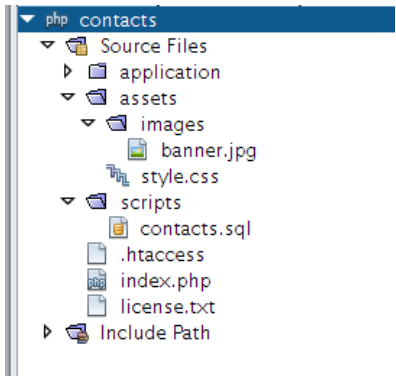 php contacts
Source Files
application
assets
images
banner.jpg
style.css
scripts
contacts.sql
.htaccess
php index.php
license.txt
Include Path